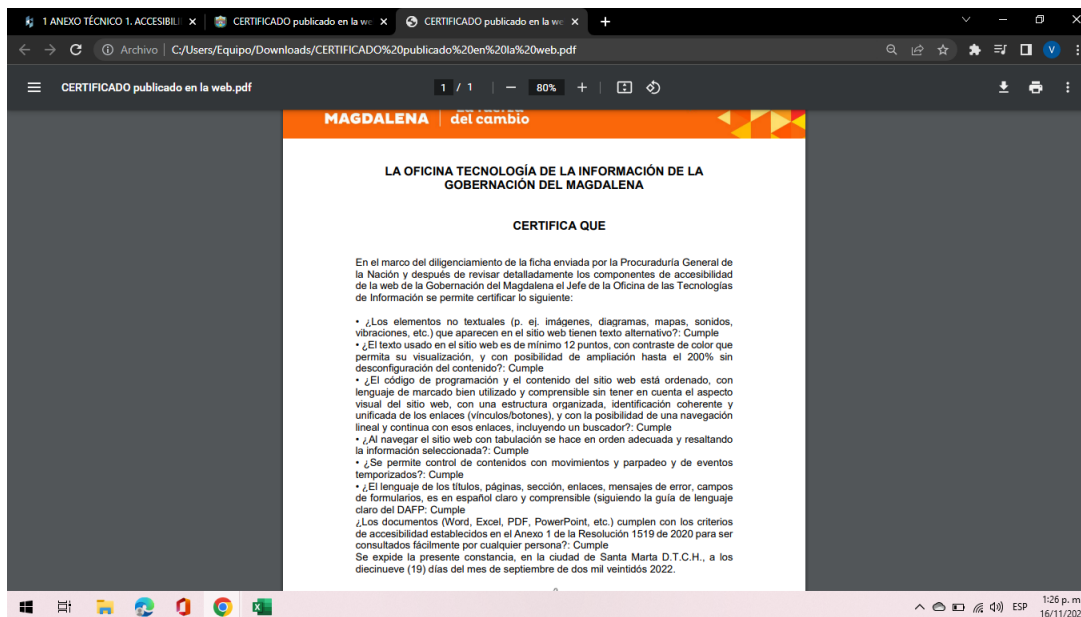 1 ANEXO TÉCNICO 1. ACCESIBIL
CERTIFICADO publicado en la we
CERTIFICADO publicado en la we
Archivo | C:/Users/Equipo/Downloads/CERTIFICADO%20publicado%20en%20la%20web.pdf
V
CERTIFICADO publicado en la web.pdf
1 / 1
80%
MAGDALENA
del cambio
LA OFICINA TECNOLOGÍA DE LA INFORMACIÓN DE LA
GOBERNACIÓN DEL MAGDALENA
CERTIFICA QUE
En el marco del diligenciamiento de la ficha enviada por la Procuraduría General de
la Nación y después de revisar detalladamente los componentes de accesibilidad
de la web de la Gobernación del Magdalena el Jefe de la Oficina de las Tecnologías
de Información se permite certificar lo siguiente:
• ¿Los elementos no textuales (p. ej. imágenes, diagramas, mapas, sonidos,
vibraciones, etc.) que aparecen en el sitio web tienen texto alternativo?: Cumple
• ¿El texto usado en el sitio web es de mínimo 12 puntos, con contraste de color que
permita su visualización, y con posibilidad de ampliación hasta el 200% sin
desconfiguración del contenido?: Cumple
• ¿El código de programación y el contenido del sitio web está ordenado, con
lenguaje de marcado bien utilizado y comprensible sin tener en cuenta el aspecto
visual del sitio web, con una estructura organizada, identificación coherente y
unificada de los enlaces (vínculos/botones), y con la posibilidad de una navegación
lineal y continua con esos enlaces, incluyendo un buscador?: Cumple
• ¿Al navegar el sitio web con tabulación se hace en orden adecuada y resaltando
la información seleccionada?: Cumple
• ¿Se permite control de contenidos con movimientos y parpadeo y de eventos
temporizados?: Cumple
• ¿El lenguaje de los títulos, páginas, sección, enlaces, mensajes de error, campos
de formularios, es en español claro y comprensible (siguiendo la guía de lenguaje
claro del DAFP: Cumple
¿Los documentos (Word, Excel, PDF, PowerPoint, etc.) cumplen con los criterios
de accesibilidad establecidos en el Anexo 1 de la Resolución 1519 de 2020 para ser
consultados fácilmente por cualquier persona?: Cumple
Se expide la presente constancia, en la ciudad de Santa Marta D.T.C.H., a los
diecinueve (19) días del mes de septiembre de dos mil veintidós 2022.
ESP
1:26 p. m
16/11/202